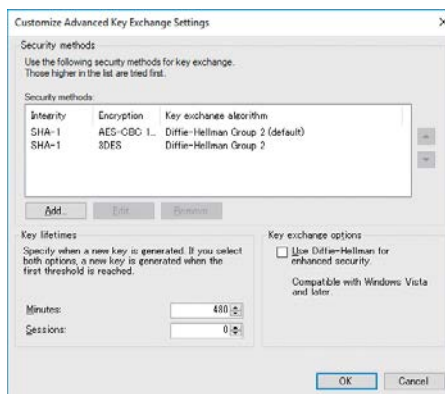 Customize Advanced Key Exchange Settings
Security methods
Use the following security methods for key exchange.
Those higher in the list are tried first.
Security methods:
Integrity Encryption Key exchange algorithm
SHA-1 AES-CBC 1... Diffie-Hellman Group 2 (default)
SHA-1 3DES Diffie-Hellman Group 2
Add... Edit... Remove
Key lifetimes
Specify when a new key is generated. If you select
both options, a new key is generated when the
first threshold is reached.
Minutes: 480
Sessions: 0
Key exchange options
Use Diffie-Hellman for
enhanced security.
Compatible with Windows Vista
and later.
OK Cancel